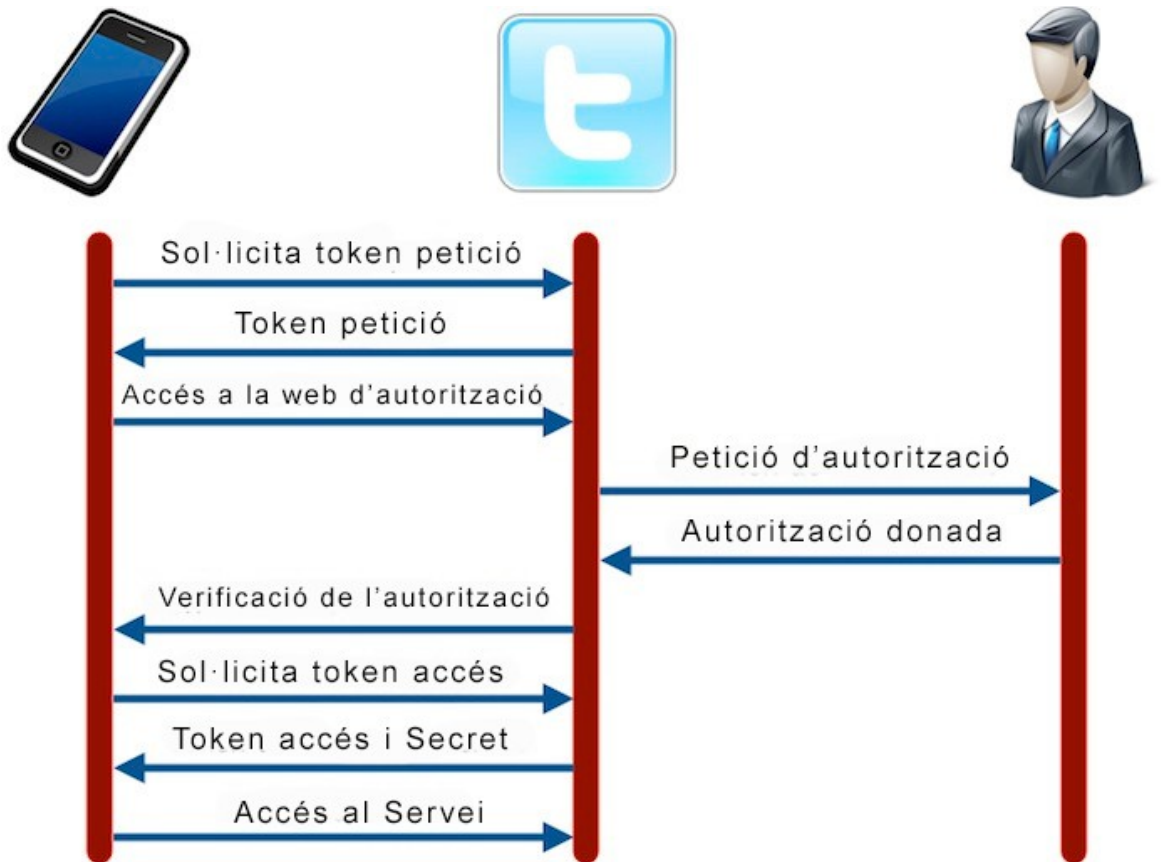 Sol·licita token petició
Token petició
Accés a la web d'autorització
Petició d'autorització
Autorització donada
Verificació de l'autorització
Sol·licita token accés
Token accés i Secret
Accés al Servei